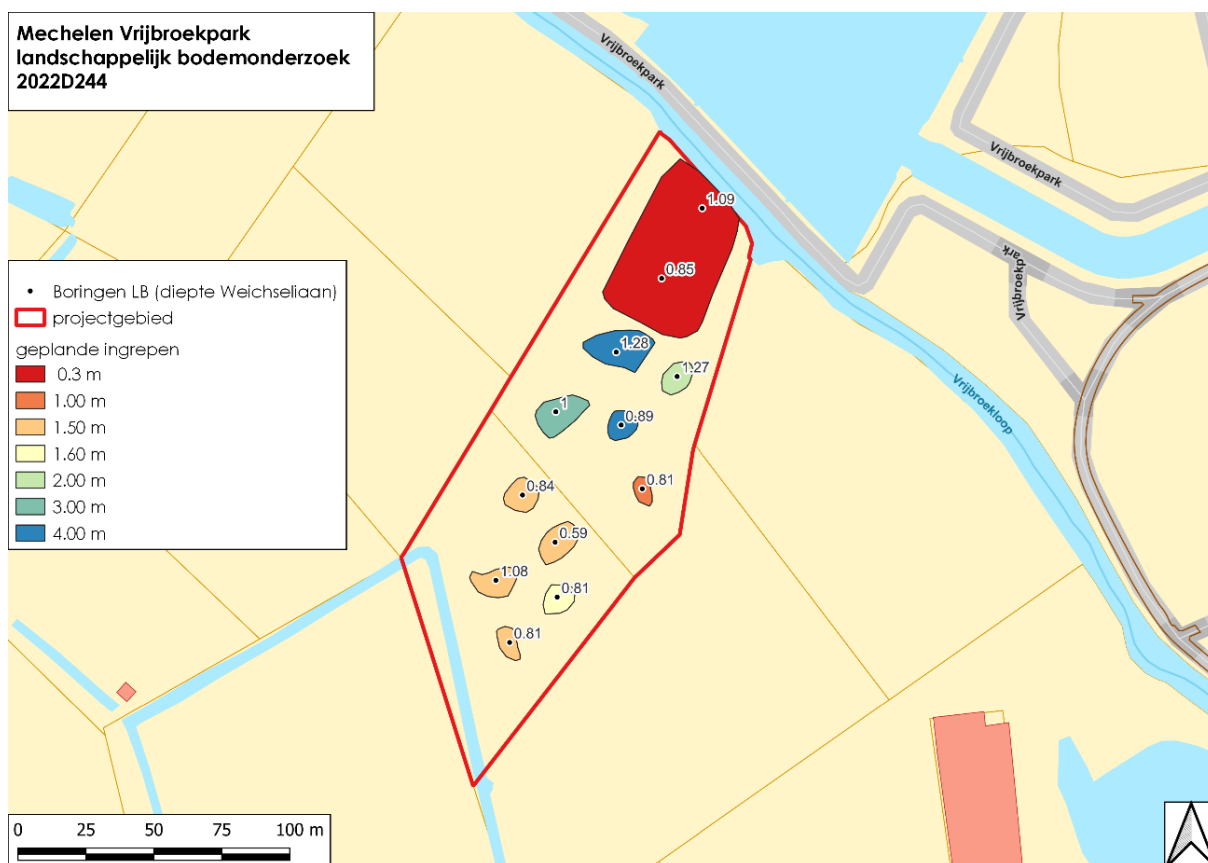 Mechelen Vrijbroekpark
landschappelijk bodemonderzoek
2022D244
Vrijbroekpark
Vrijbroekpark
Vrijbroekpark
Vrijbroekloop
1.09
0.85
1.28
1.27
1
0.89
0.84
0.81
0.59
1.08
0.81
0.81
Boringen LB (diepte Weichseliaan)
projectgebied
geplande ingrepen
0.3 m
1.00 m
1.50 m
1.60 m
2.00 m
3.00 m
4.00 m
0 25 50 75 100 m